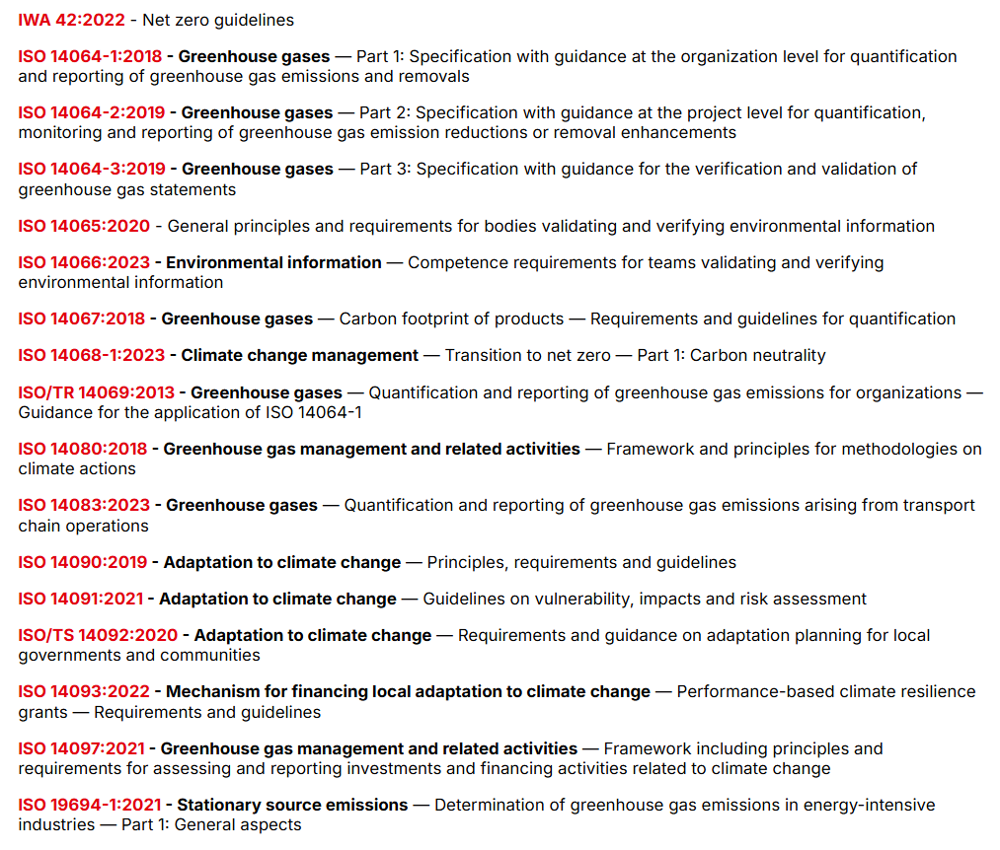 IWA 42:2022 - Net zero guidelines
ISO 14064-1:2018 - Greenhouse gases — Part 1: Specification with guidance at the organization level for quantification
and reporting of greenhouse gas emissions and removals
ISO 14064-2:2019 - Greenhouse gases — Part 2: Specification with guidance at the project level for quantification,
monitoring and reporting of greenhouse gas emission reductions or removal enhancements
ISO 14064-3:2019 - Greenhouse gases — Part 3: Specification with guidance for the verification and validation of
greenhouse gas statements
ISO 14065:2020 - General principles and requirements for bodies validating and verifying environmental information
ISO 14066:2023 - Environmental information — Competence requirements for teams validating and verifying
environmental information
ISO 14067:2018 - Greenhouse gases — Carbon footprint of products — Requirements and guidelines for quantification
ISO 14068-1:2023 - Climate change management — Transition to net zero — Part 1: Carbon neutrality
ISO/TR 14069:2013 - Greenhouse gases — Quantification and reporting of greenhouse gas emissions for organizations —
Guidance for the application of ISO 14064-1
ISO 14080:2018 - Greenhouse gas management and related activities — Framework and principles for methodologies on
climate actions
ISO 14083:2023 - Greenhouse gases — Quantification and reporting of greenhouse gas emissions arising from transport
chain operations
ISO 14090:2019 - Adaptation to climate change — Principles, requirements and guidelines
ISO 14091:2021 - Adaptation to climate change — Guidelines on vulnerability, impacts and risk assessment
ISO/TS 14092:2020 - Adaptation to climate change — Requirements and guidance on adaptation planning for local
governments and communities
ISO 14093:2022 - Mechanism for financing local adaptation to climate change — Performance-based climate resilience
grants — Requirements and guidelines
ISO 14097:2021 - Greenhouse gas management and related activities — Framework including principles and
requirements for assessing and reporting investments and financing activities related to climate change
ISO 19694-1:2021 - Stationary source emissions — Determination of greenhouse gas emissions in energy-intensive
industries — Part 1: General aspects